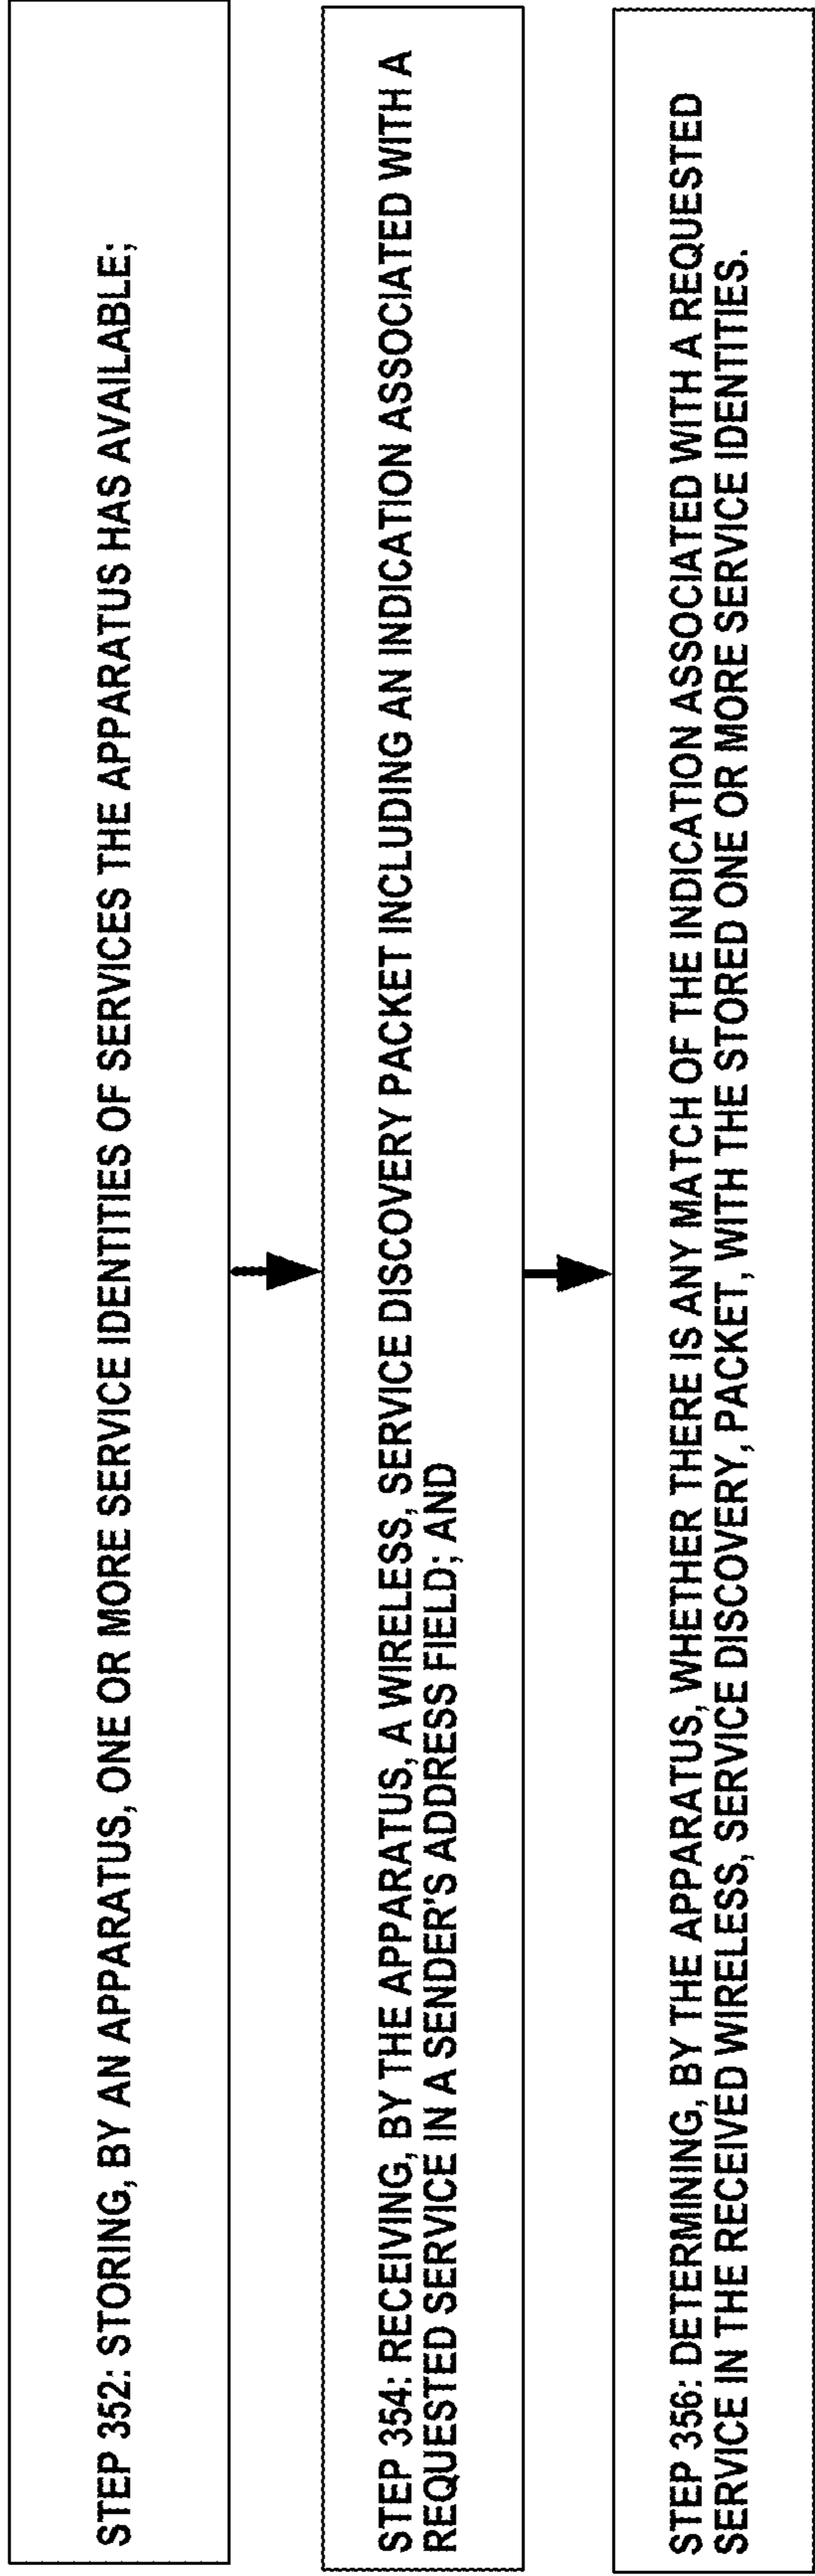 STEP 352: STORING, BY AN APPARATUS, ONE OR MORE SERVICE IDENTITIES OF SERVICES THE APPARATUS HAS AVAILABLE;
STEP 354: RECEIVING, BY THE APPARATUS, A WIRELESS, SERVICE DISCOVERY PACKET INCLUDING AN INDICATION ASSOCIATED WITH A
REQUESTED SERVICE IN A SENDER'S ADDRESS FIELD; AND
STEP 356: DETERMINING, BY THE APPARATUS, WHETHER THERE IS ANY MATCH OF THE INDICATION ASSOCIATED WITH A REQUESTED
SERVICE IN THE RECEIVED WIRELESS, SERVICE DISCOVERY, PACKET, WITH THE STORED ONE OR MORE SERVICE IDENTITIES.